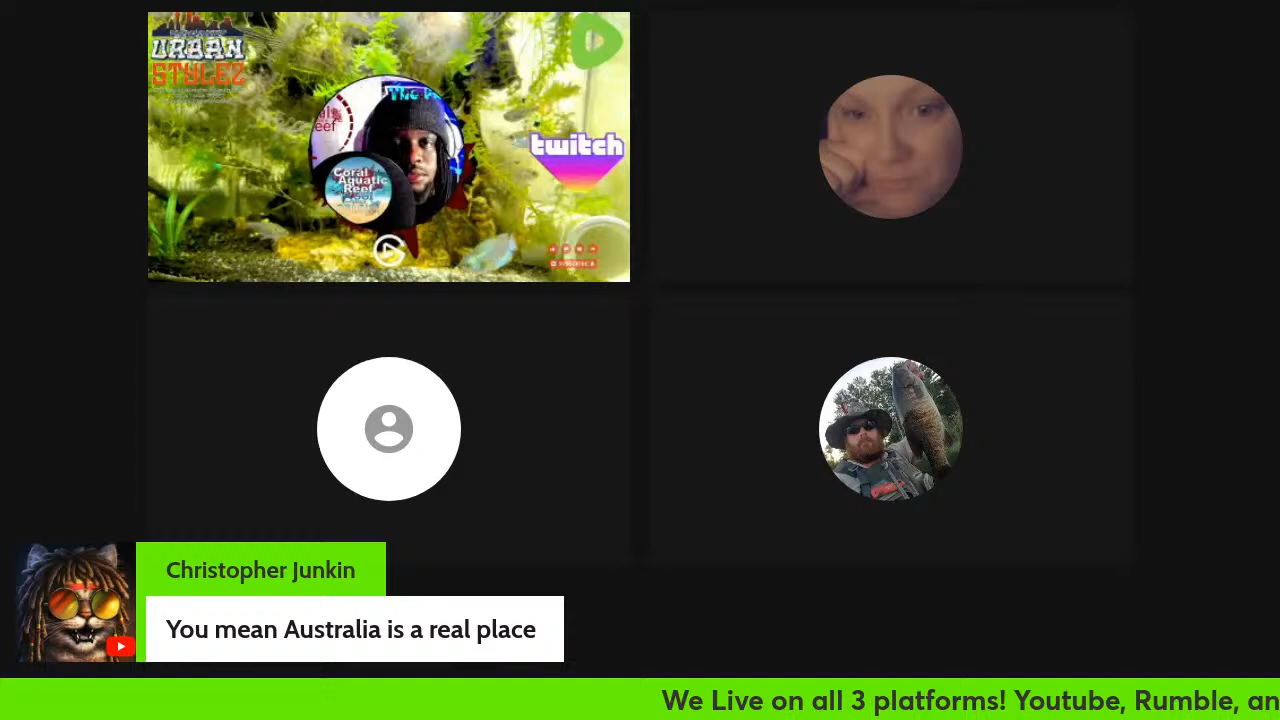 URBAN
STYLEZ
The
Coral
Aquatic
Reef
twitch
Christopher Junkin
You mean Australia is a real place
We Live on all 3 platforms! Youtube, Rumble, an